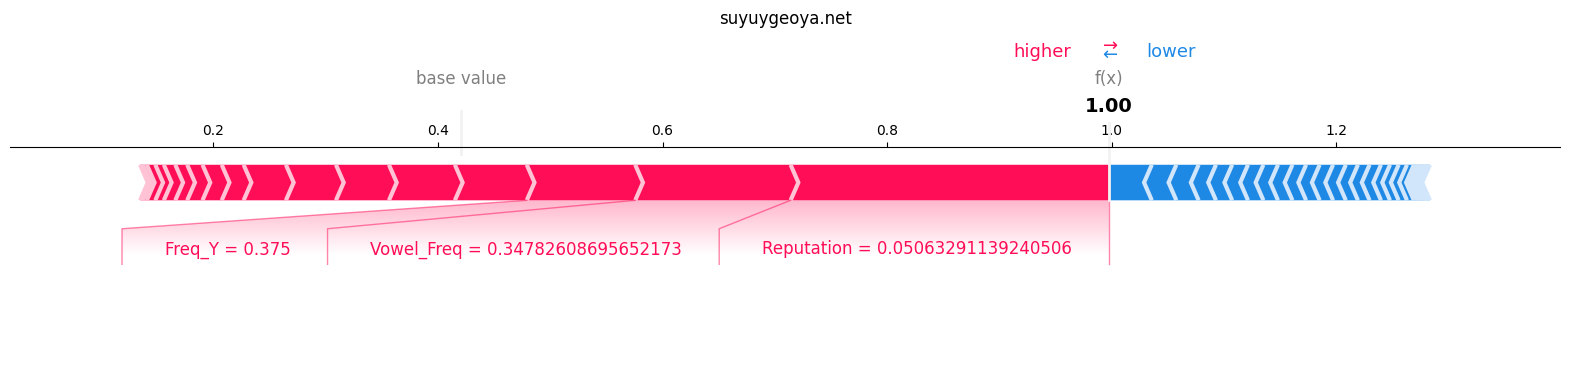 suyuygeoya.net
higher ⇄ lower
base value f(x)
1.00
0.2 0.4 0.6 0.8 1.0 1.2
Freq_Y = 0.375 Vowel_Freq = 0.34782608695652173 Reputation = 0.05063291139240506